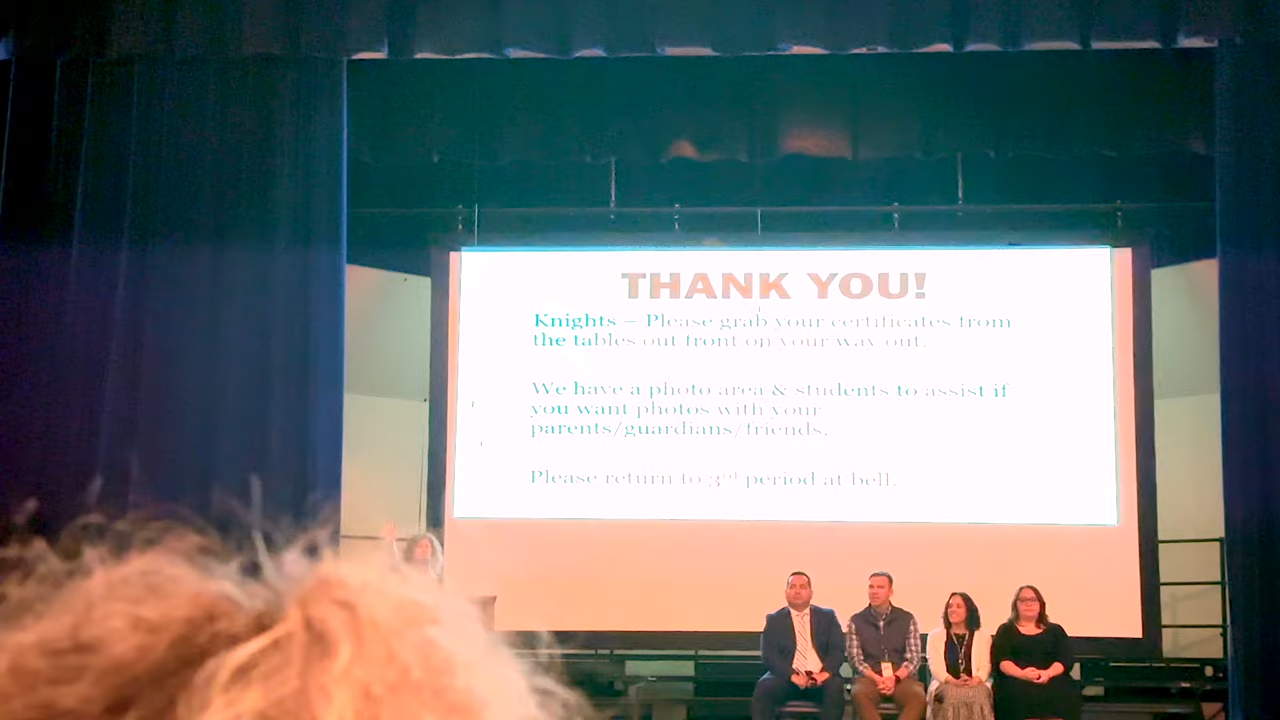 THANK YOU!
Knights – Please grab your certificates from
the tables out front on your way out.
We have a photo area & students to assist if
you want photos with your
parents/guardians/friends.
Please return to 3rd period at bell.